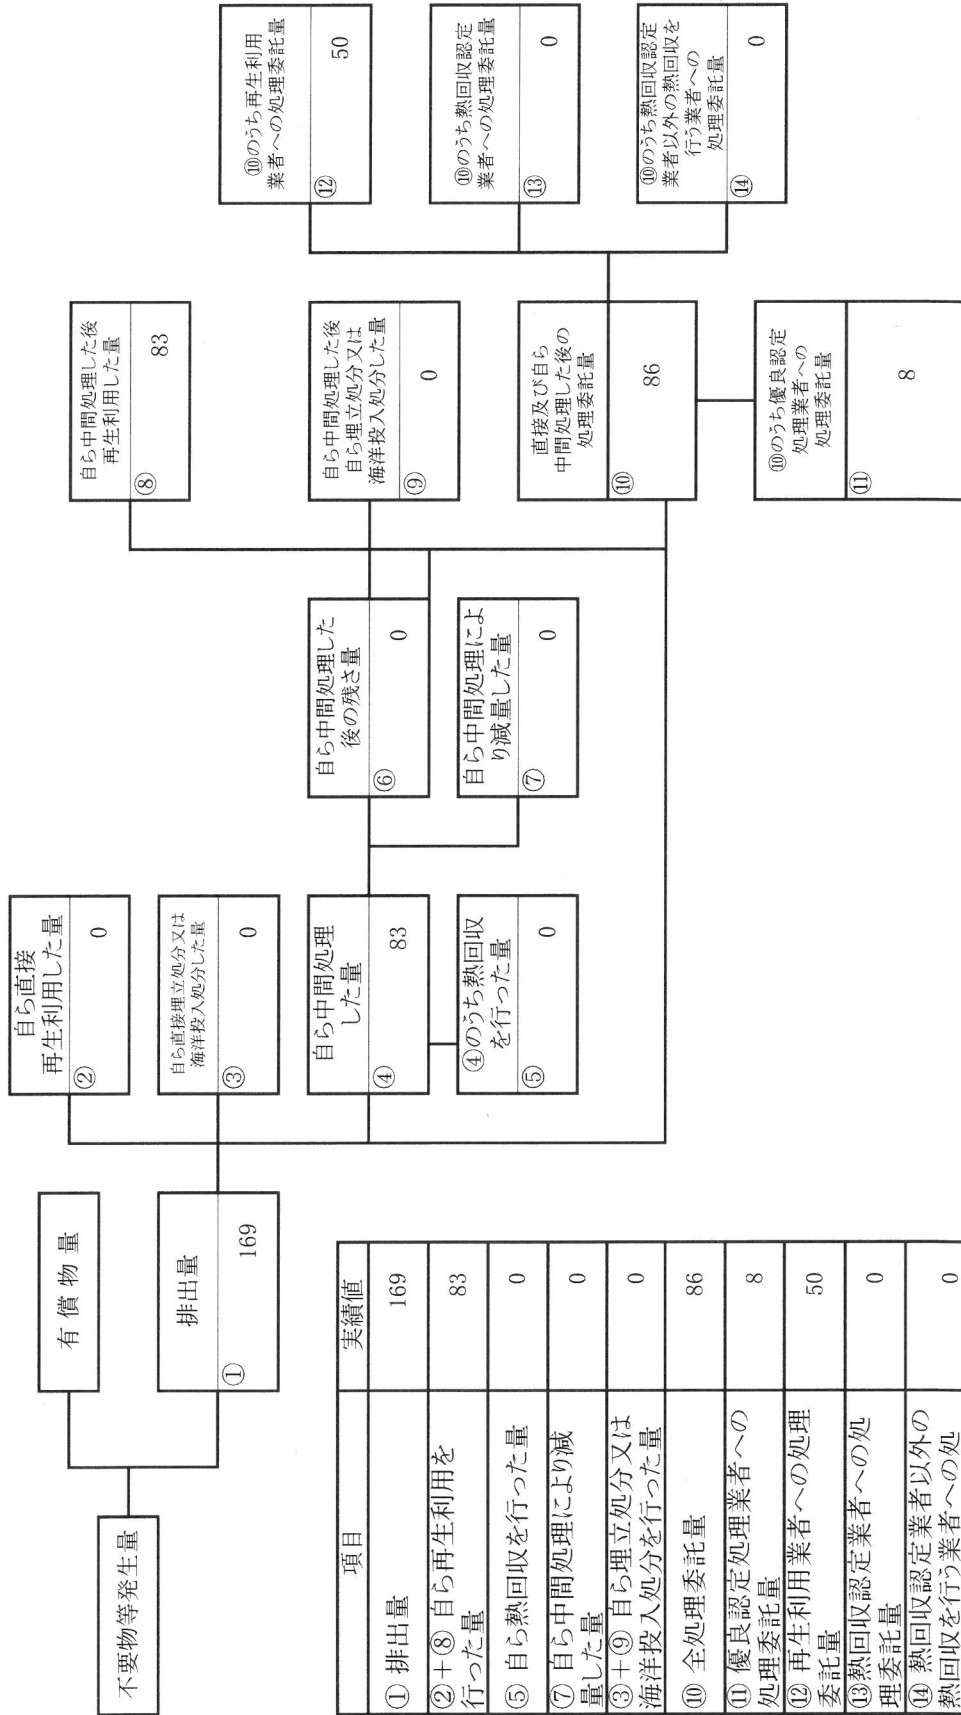 不要物等発生量
有償物量
排出量
①
169
自ら直接
再生利用した量
②
0
自ら直接埋立処分又は
海洋投入処分した量
③
0
自ら中間処理
した量
④
83
④のうち熱回収
を行った量
⑤
0
自ら中間処理した
後の残さ量
⑥
0
自ら中間処理によ
り減量した量
⑦
0
自ら中間処理した後
再生利用した量
⑧
83
自ら中間処理した後
自ら埋立処分又は
海洋投入処分した量
⑨
0
直接及び自ら
中間処理した後の
処理委託量
⑩
86
⑩のうち優良認定
処理業者への
処理委託量
⑪
8
⑩のうち再生利用
業者への処理委託量
⑫
50
⑩のうち熱回収認定
業者への処理委託量
⑬
0
⑩のうち熱回収認定
業者以外の熱回収を
行う業者への
処理委託量
⑭
0
項目 実績値
① 排出量 169
②+⑧ 自ら再生利用を
行った量 83
⑤ 自ら熱回収を行った量 0
⑦ 自ら中間処理により減
量した量 0
③+⑨ 自ら埋立処分又は
海洋投入処分を行った量 0
⑩ 全処理委託量 86
⑪ 優良認定処理業者への
処理委託量 8
⑫ 再生利用業者への処理
委託量 50
⑬熱回収認定業者への処
理委託量 0
⑭ 熱回収認定業者以外の
熱回収を行う業者への処 0